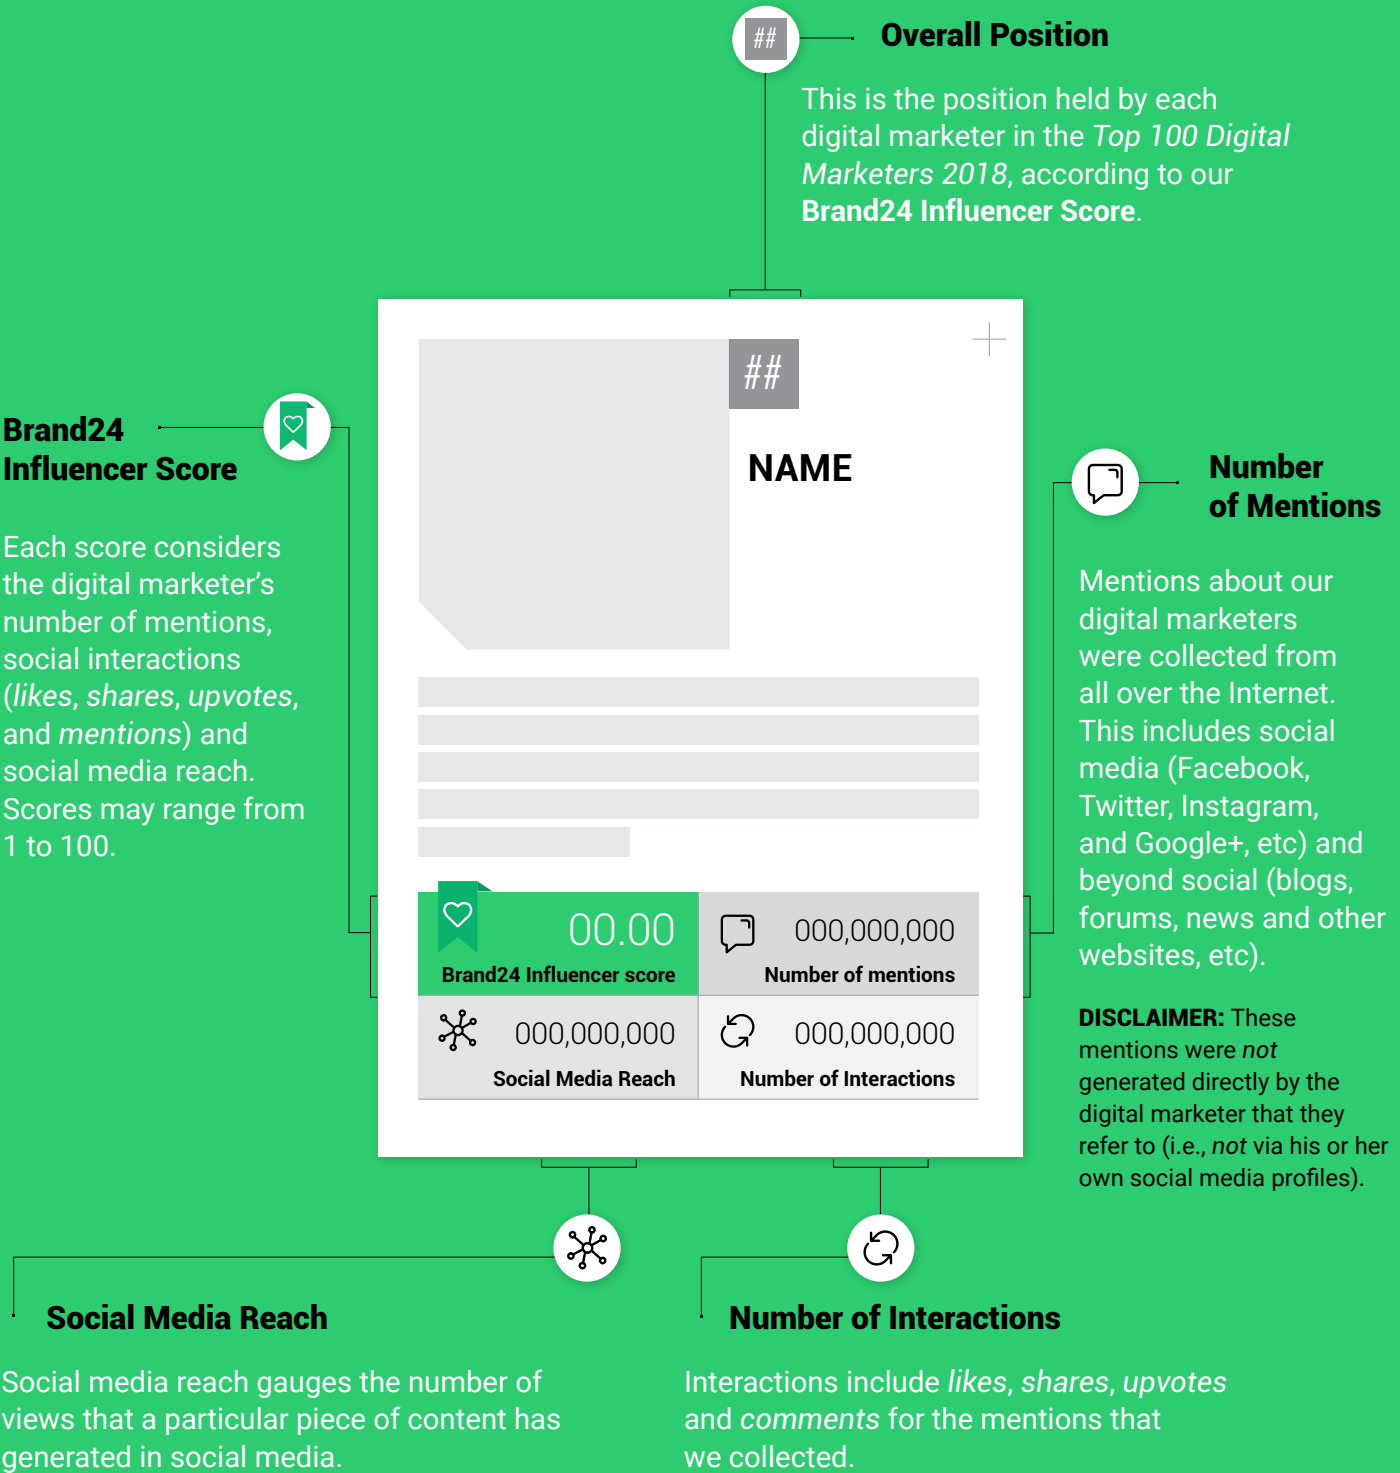 ##
Overall Position
This is the position held by each
digital marketer in the Top 100 Digital
Marketers 2018, according to our
Brand24 Influencer Score.
Brand24
Influencer Score
Each score considers
the digital marketer’s
number of mentions,
social interactions
(likes, shares, upvotes,
and mentions) and
social media reach.
Scores may range from
1 to 100.
##
NAME
00.00
Brand24 Influencer score
000,000,000
Number of mentions
000,000,000
Social Media Reach
000,000,000
Number of Interactions
Number
of Mentions
Mentions about our
digital marketers
were collected from
all over the Internet.
This includes social
media (Facebook,
Twitter, Instagram,
and Google+, etc) and
beyond social (blogs,
forums, news and other
websites, etc).
DISCLAIMER: These
mentions were not
generated directly by the
digital marketer that they
refer to (i.e., not via his or her
own social media profiles).
Social Media Reach
Social media reach gauges the number of
views that a particular piece of content has
generated in social media.
Number of Interactions
Interactions include likes, shares, upvotes
and comments for the mentions that
we collected.